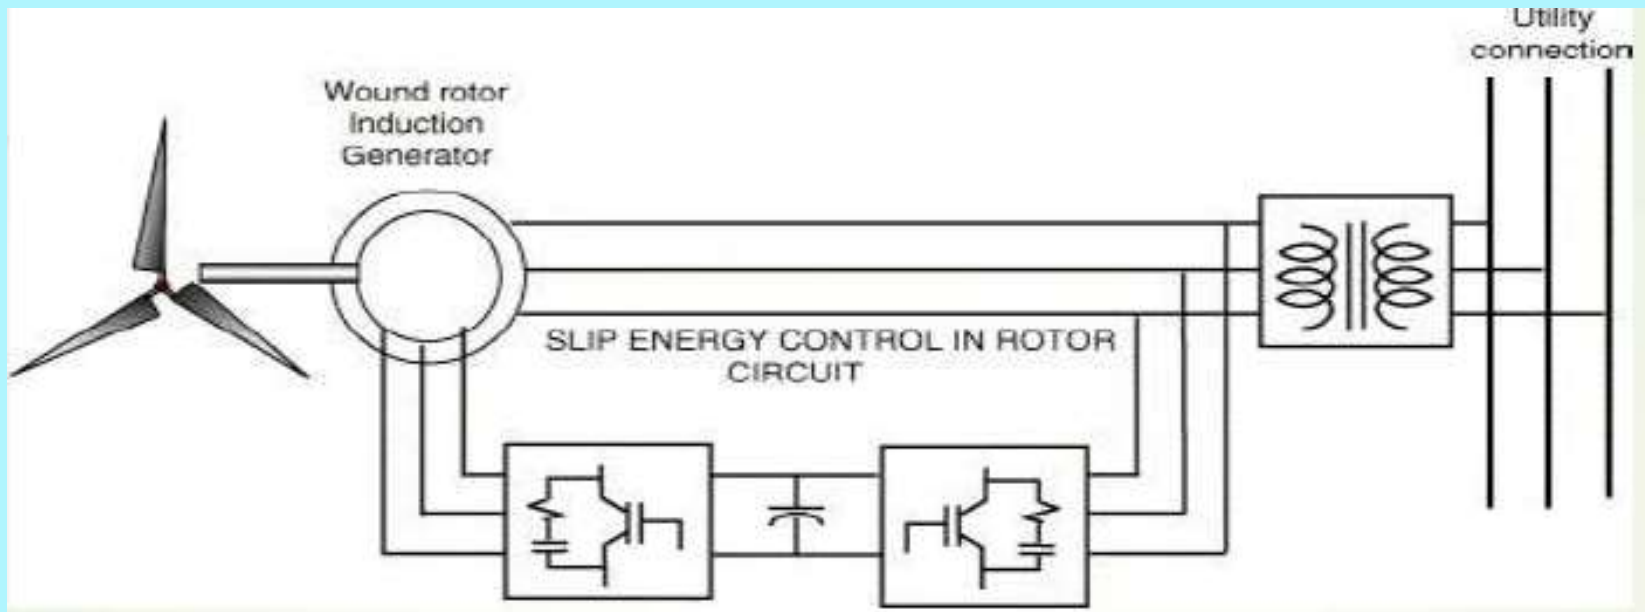 Utility
connection
Wound rotor
Induction
Generator
SLIP ENERGY CONTROL IN ROTOR
CIRCUIT